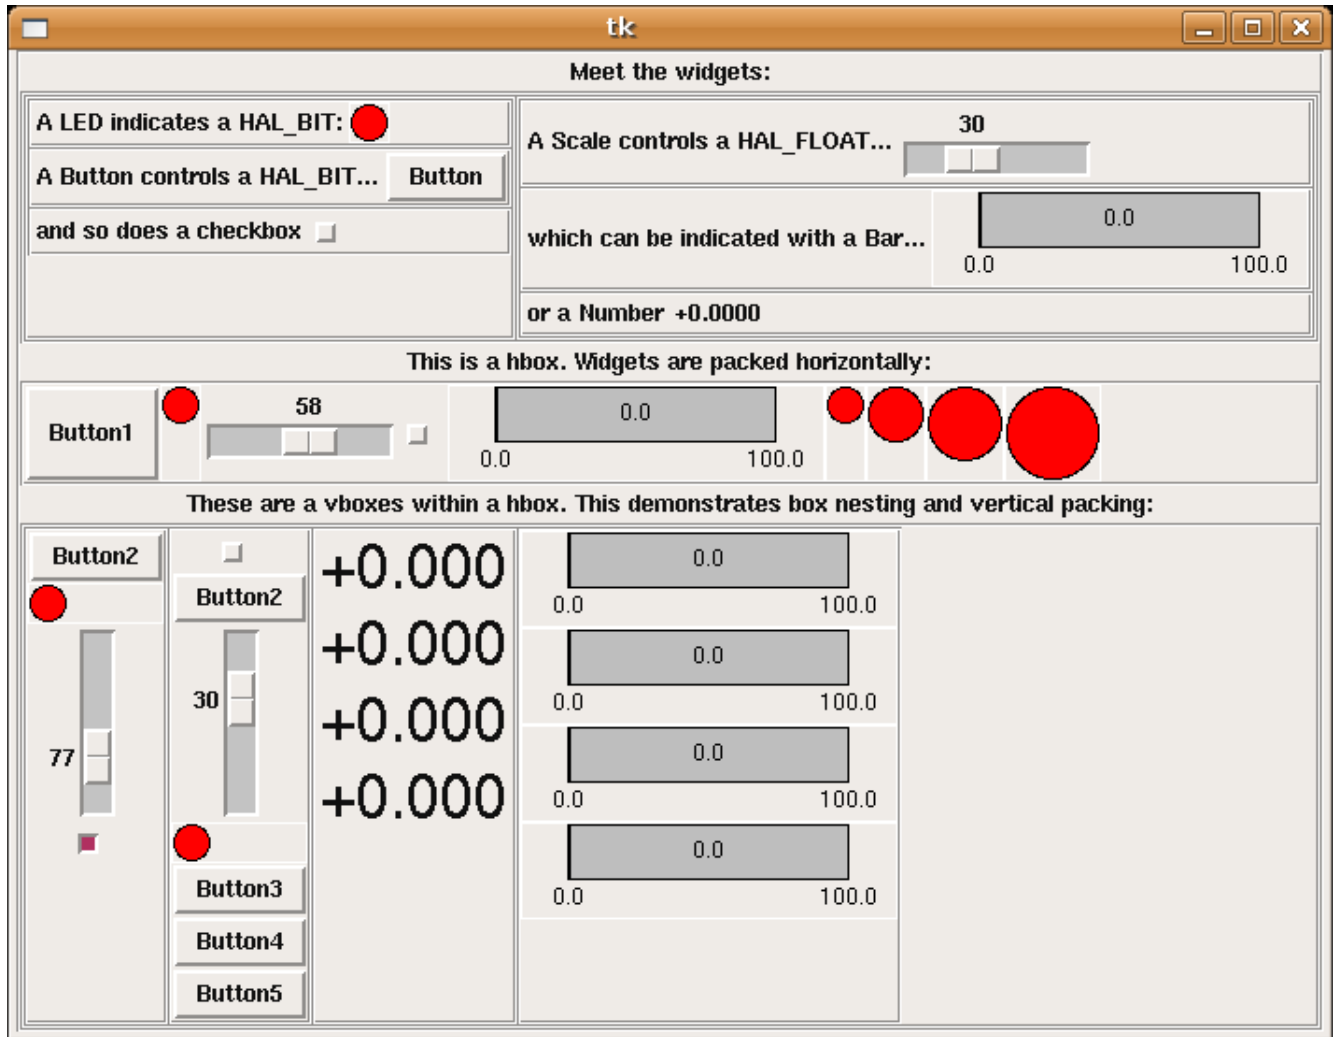 tk
Meet the widgets:
A LED indicates a HAL_BIT:
A Button controls a HAL_BIT... Button
and so does a checkbox
30
A Scale controls a HAL_FLOAT...
0.0
which can be indicated with a Bar...
0.0 100.0
or a Number +0.0000
This is a hbox. Widgets are packed horizontally:
Button1
58
0.0
0.0 100.0
These are a vboxes within a hbox. This demonstrates box nesting and vertical packing:
Button2
77
Button2
30
Button3
Button4
Button5
+0.000
+0.000
+0.000
+0.000
0.0
0.0 100.0
0.0
0.0 100.0
0.0
0.0 100.0
0.0
0.0 100.0